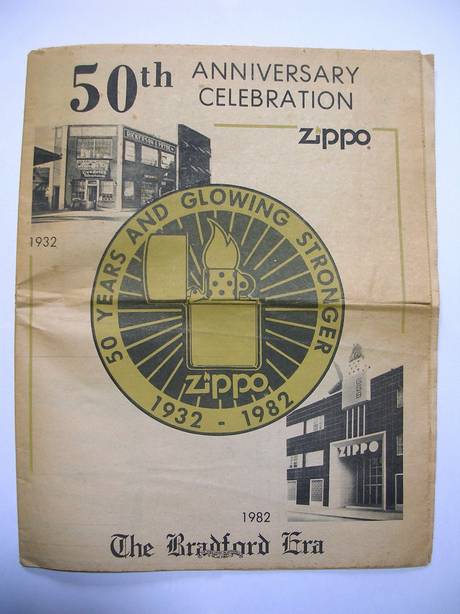 50th ANNIVERSARY
CELEBRATION
Zippo
1932
50 YEARS AND GLOWING STRONGER
Zippo
1932 - 1982
ZIPPO
1982
The Bradford Era